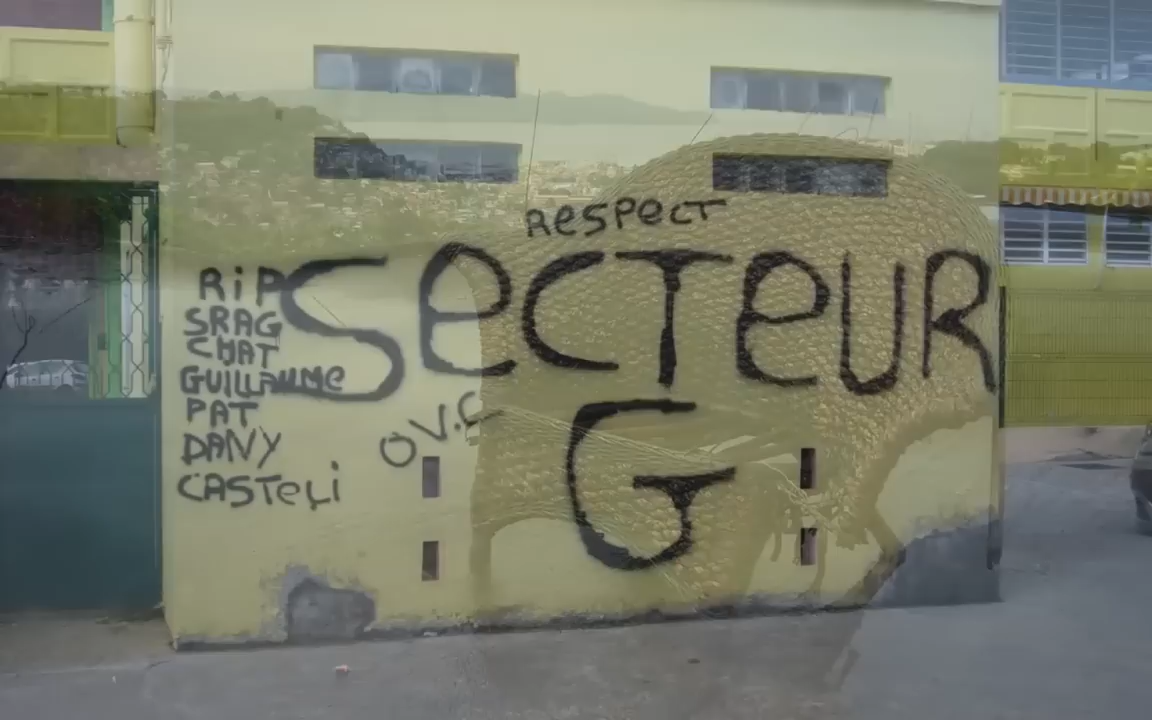 RESPECT
SECTEUR
G
RiP
SRAG
CHAT
GUILLAUME
PAT
DANY
CASTELi
O.V.C